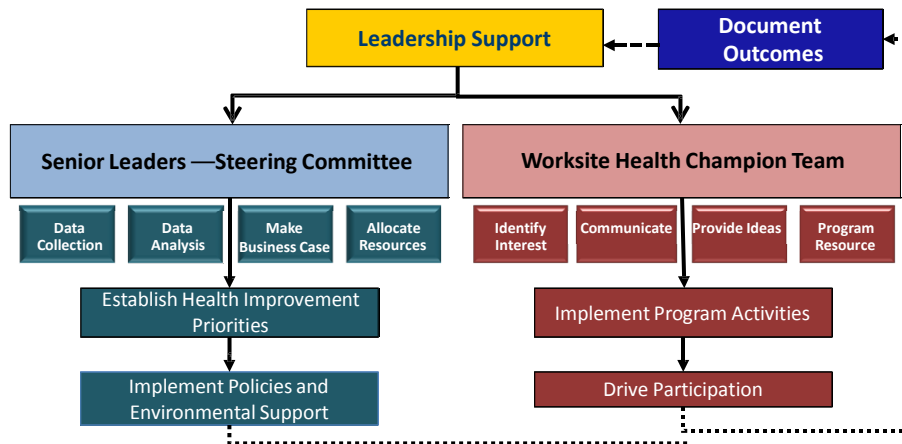 Leadership Support
Document
Outcomes
Senior Leaders —Steering Committee
Worksite Health Champion Team
Data
Collection
Data
Analysis
Make
Business Case
Allocate
Resources
Identify
Interest
Communicate
Provide Ideas
Program
Resource
Establish Health Improvement
Priorities
Implement Program Activities
Implement Policies and
Environmental Support
Drive Participation